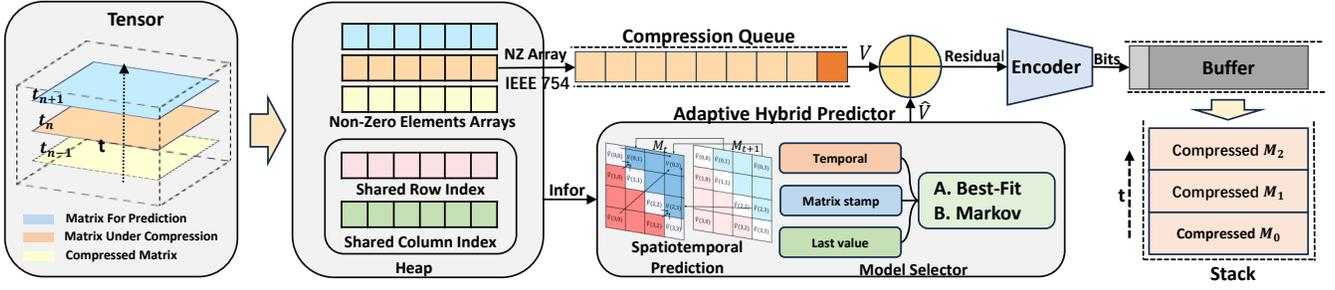 Tensor
t_{n+1}
t_n
t_{n-1}
t
Matrix For Prediction
Matrix Under Compression
Compressed Matrix
Non-Zero Elements Arrays
Shared Row Index
Shared Column Index
Heap
NZ Array
IEEE 754
Infor
Compression Queue
V
Residual
Encoder
Bits
Buffer
V̂
Adaptive Hybrid Predictor
M_t
M_{t+1}
Spatiotemporal
Prediction
Temporal
Matrix stamp
Last value
A. Best-Fit
B. Markov
Model Selector
t
Compressed M_2
Compressed M_1
Compressed M_0
Stack